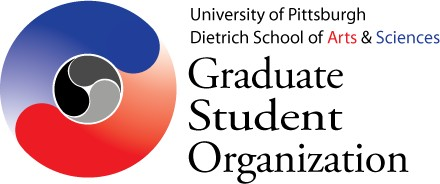 University of Pittsburgh
Dietrich School of Arts & Sciences
Graduate
Student
Organization